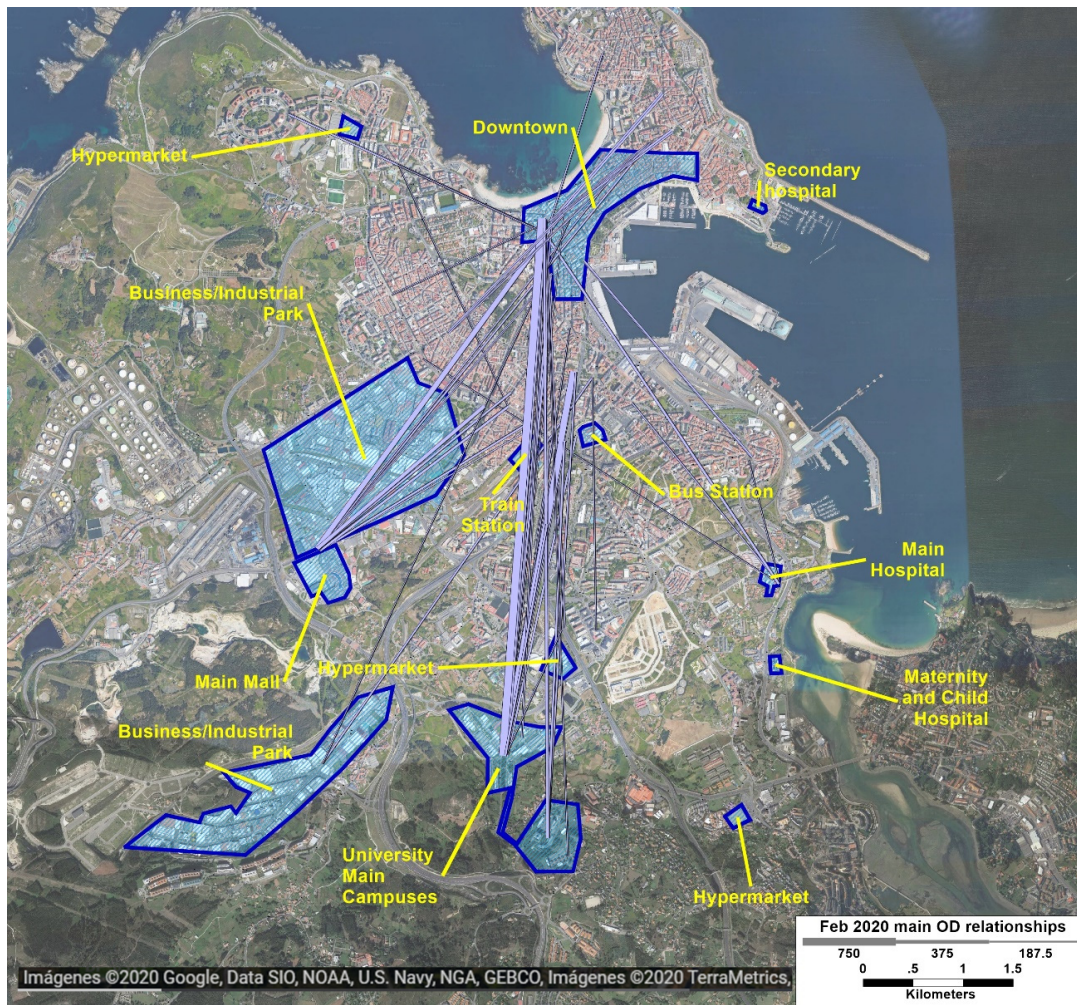 Downtown
Hypermarket
Secondary
hospital
Business/Industrial
Park
Train
Station
Bus Station
Main
Hospital
Hypermarket
Main Mall
Maternity
and Child
Hospital
Business/Industrial
Park
University
Main
Campuses
Hypermarket
Feb 2020 main OD relationships
750 375 187.5
0 .5 1 1.5
Kilometers
Imágenes ©2020 Google, Data SIO, NOAA, U.S. Navy, NGA, GEBCO, Imágenes ©2020 TerraMetrics,